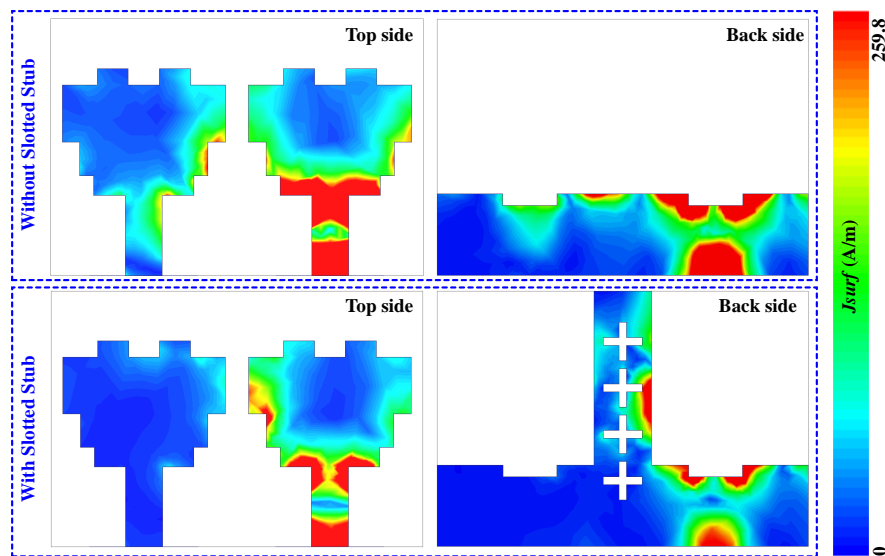 Without Slotted Stub
Top side
Back side
With Slotted Stub
Top side
Back side
259.8
Jsurf (A/m)
0